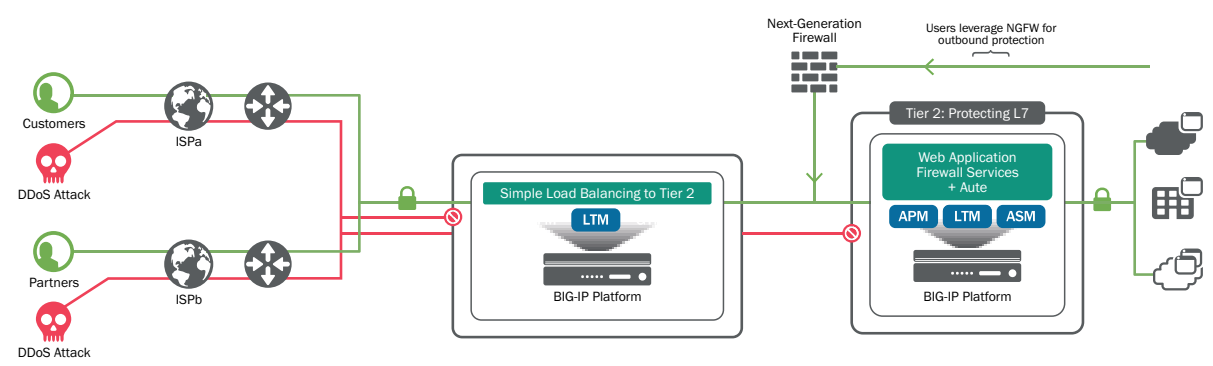 Next-Generation
Firewall
Users leverage NGFW for
outbound protection
Customers
ISPa
DDoS Attack
Partners
ISPb
DDoS Attack
Simple Load Balancing to Tier 2
LTM
BIG-IP Platform
Tier 2: Protecting L7
Web Application
Firewall Services
+ Aute
APM LTM ASM
BIG-IP Platform